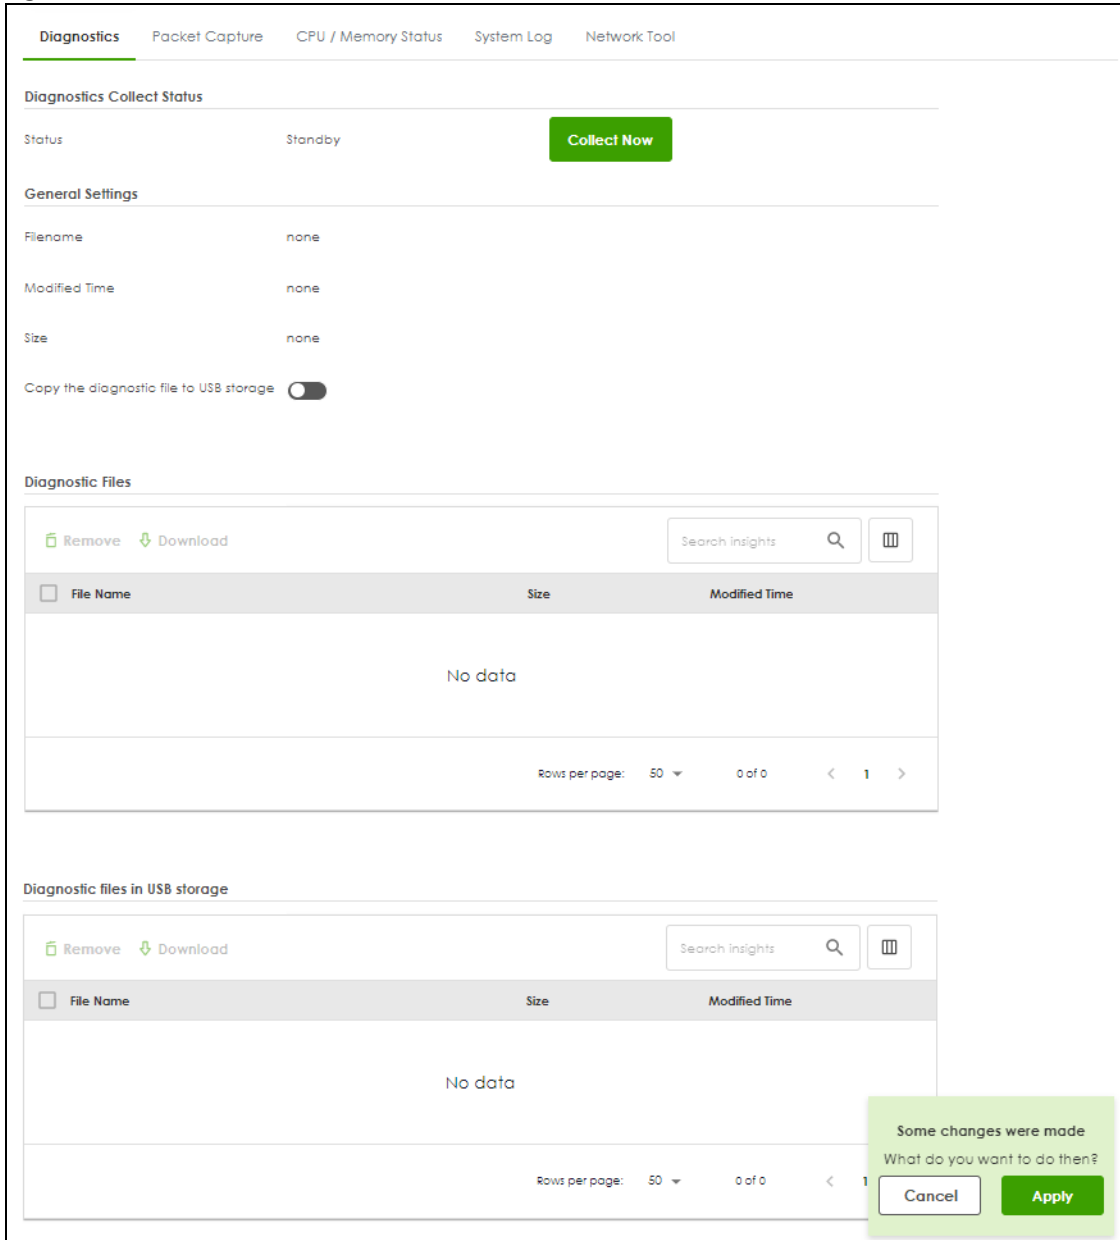 Diagnostics Packet Capture CPU / Memory Status System Log Network Tool
Diagnostics Collect Status
Status Standby Collect Now
General Settings
Filename none
Modified Time none
Size none
Copy the diagnostic file to USB storage
Diagnostic Files
Remove Download Search insights
File Name Size Modified Time
No data
Rows per page: 50 0 of 0 < 1 >
Diagnostic files in USB storage
Remove Download Search insights
File Name Size Modified Time
No data
Rows per page: 50 0 of 0 < 1
Some changes were made
What do you want to do then?
Cancel Apply